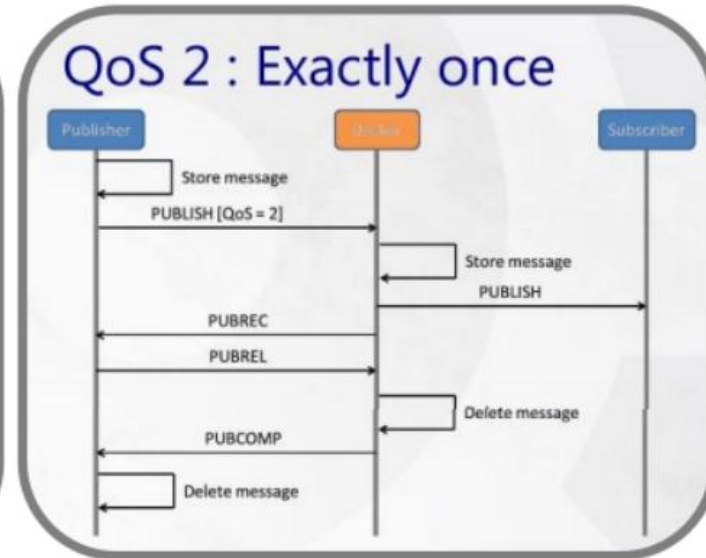 QoS 2 : Exactly once
Publisher
Subscriber
Store message
PUBLISH [QoS = 2]
Store message
PUBLISH
PUBREC
PUBREL
Delete message
PUBCOMP
Delete message